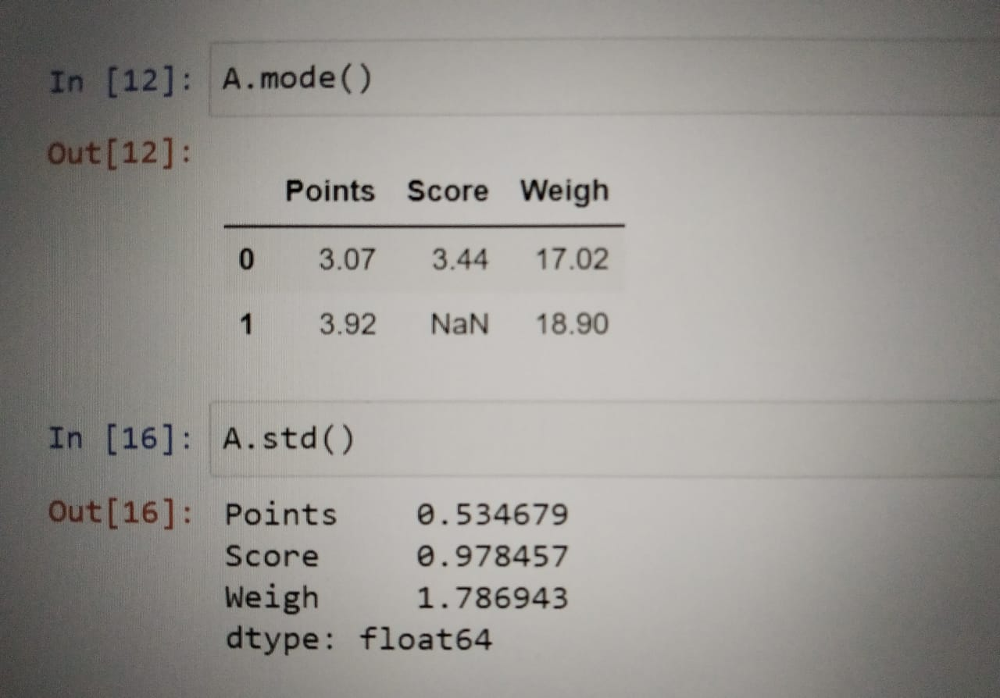 In [12]: A.mode()
Out[12]:
Points Score Weigh
0 3.07 3.44 17.02
1 3.92 NaN 18.90
In [16]: A.std()
Out[16]: Points 0.534679
Score 0.978457
Weigh 1.786943
dtype: float64